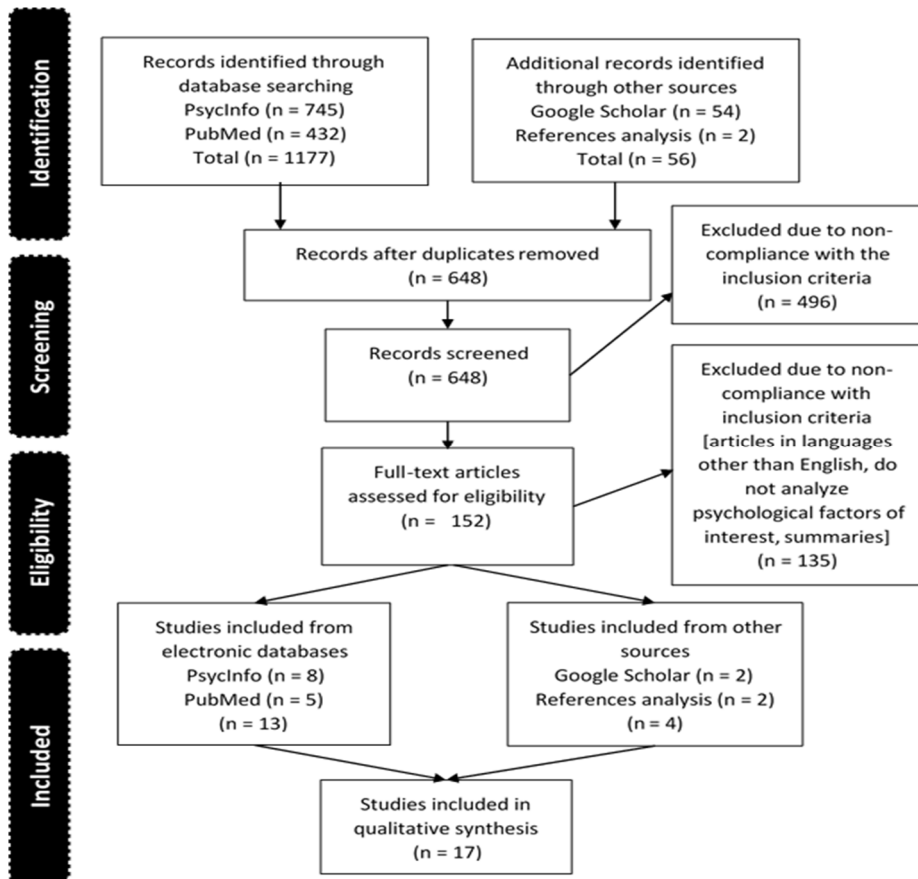 Identification
Records identified through
database searching
PsycInfo (n = 745)
PubMed (n = 432)
Total (n = 1177)
Additional records identified
through other sources
Google Scholar (n = 54)
References analysis (n = 2)
Total (n = 56)
Records after duplicates removed
(n = 648)
Excluded due to non-
compliance with the
inclusion criteria
(n = 496)
Screening
Records screened
(n = 648)
Excluded due to non-
compliance with
inclusion criteria
[articles in languages
other than English, do
not analyze
psychological factors of
interest, summaries]
(n = 135)
Eligibility
Full-text articles
assessed for eligibility
(n = 152)
Studies included from
electronic databases
PsycInfo (n = 8)
PubMed (n = 5)
(n = 13)
Studies included from other
sources
Google Scholar (n = 2)
References analysis (n = 2)
(n = 4)
Included
Studies included in
qualitative synthesis
(n = 17)